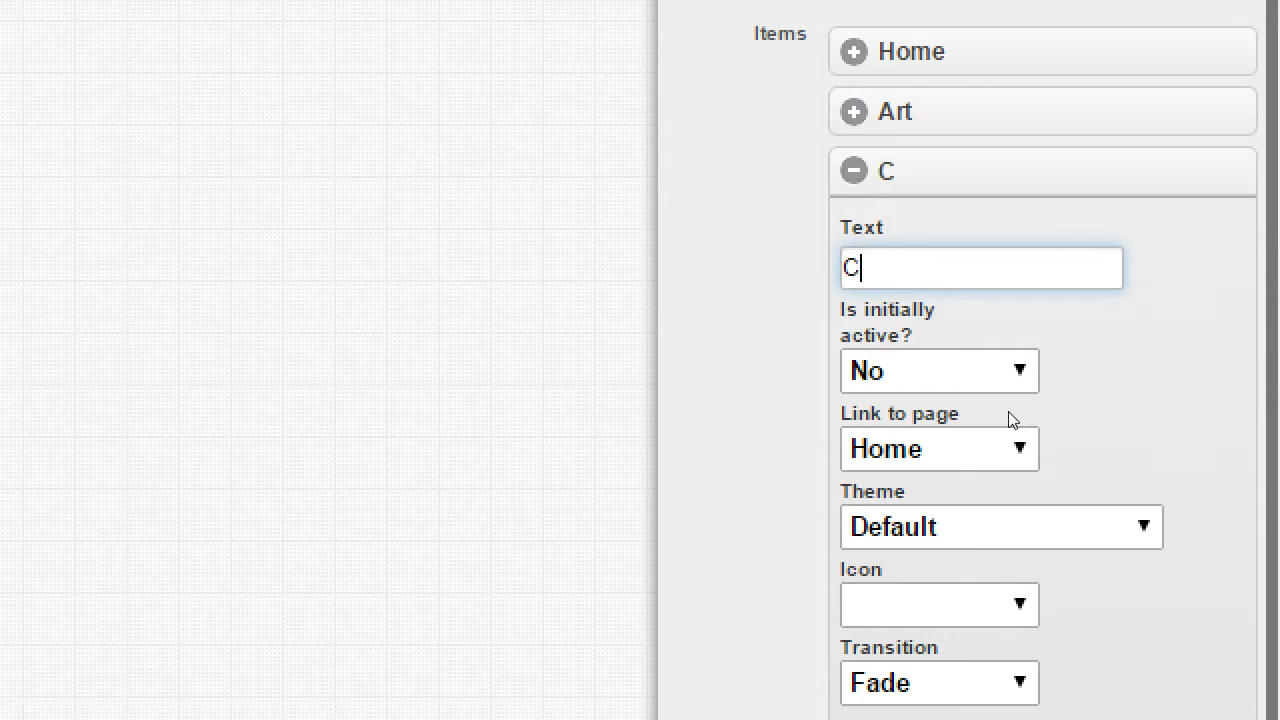 Items
Home
Art
C
Text
C
Is initially
active?
No
Link to page
Home
Theme
Default
Icon
Transition
Fade